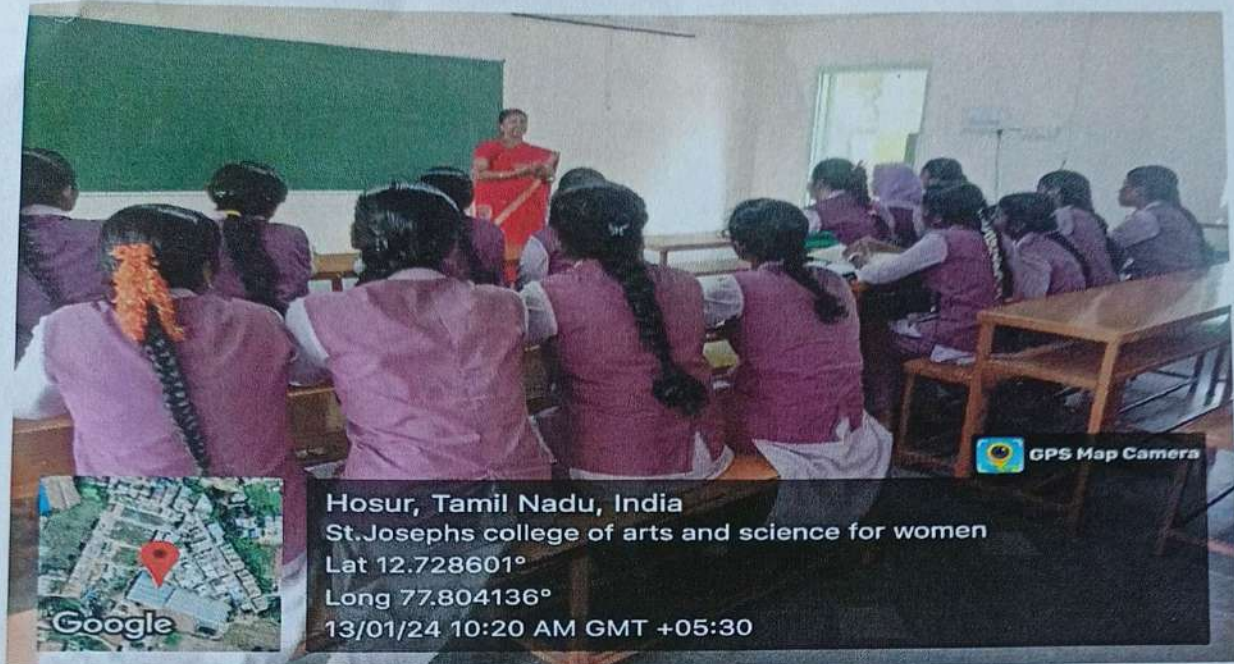 GPS Map Camera
Hosur, Tamil Nadu, India
St.Josephs college of arts and science for women
Lat 12.728601°
Long 77.804136°
13/01/24 10:20 AM GMT +05:30
Google